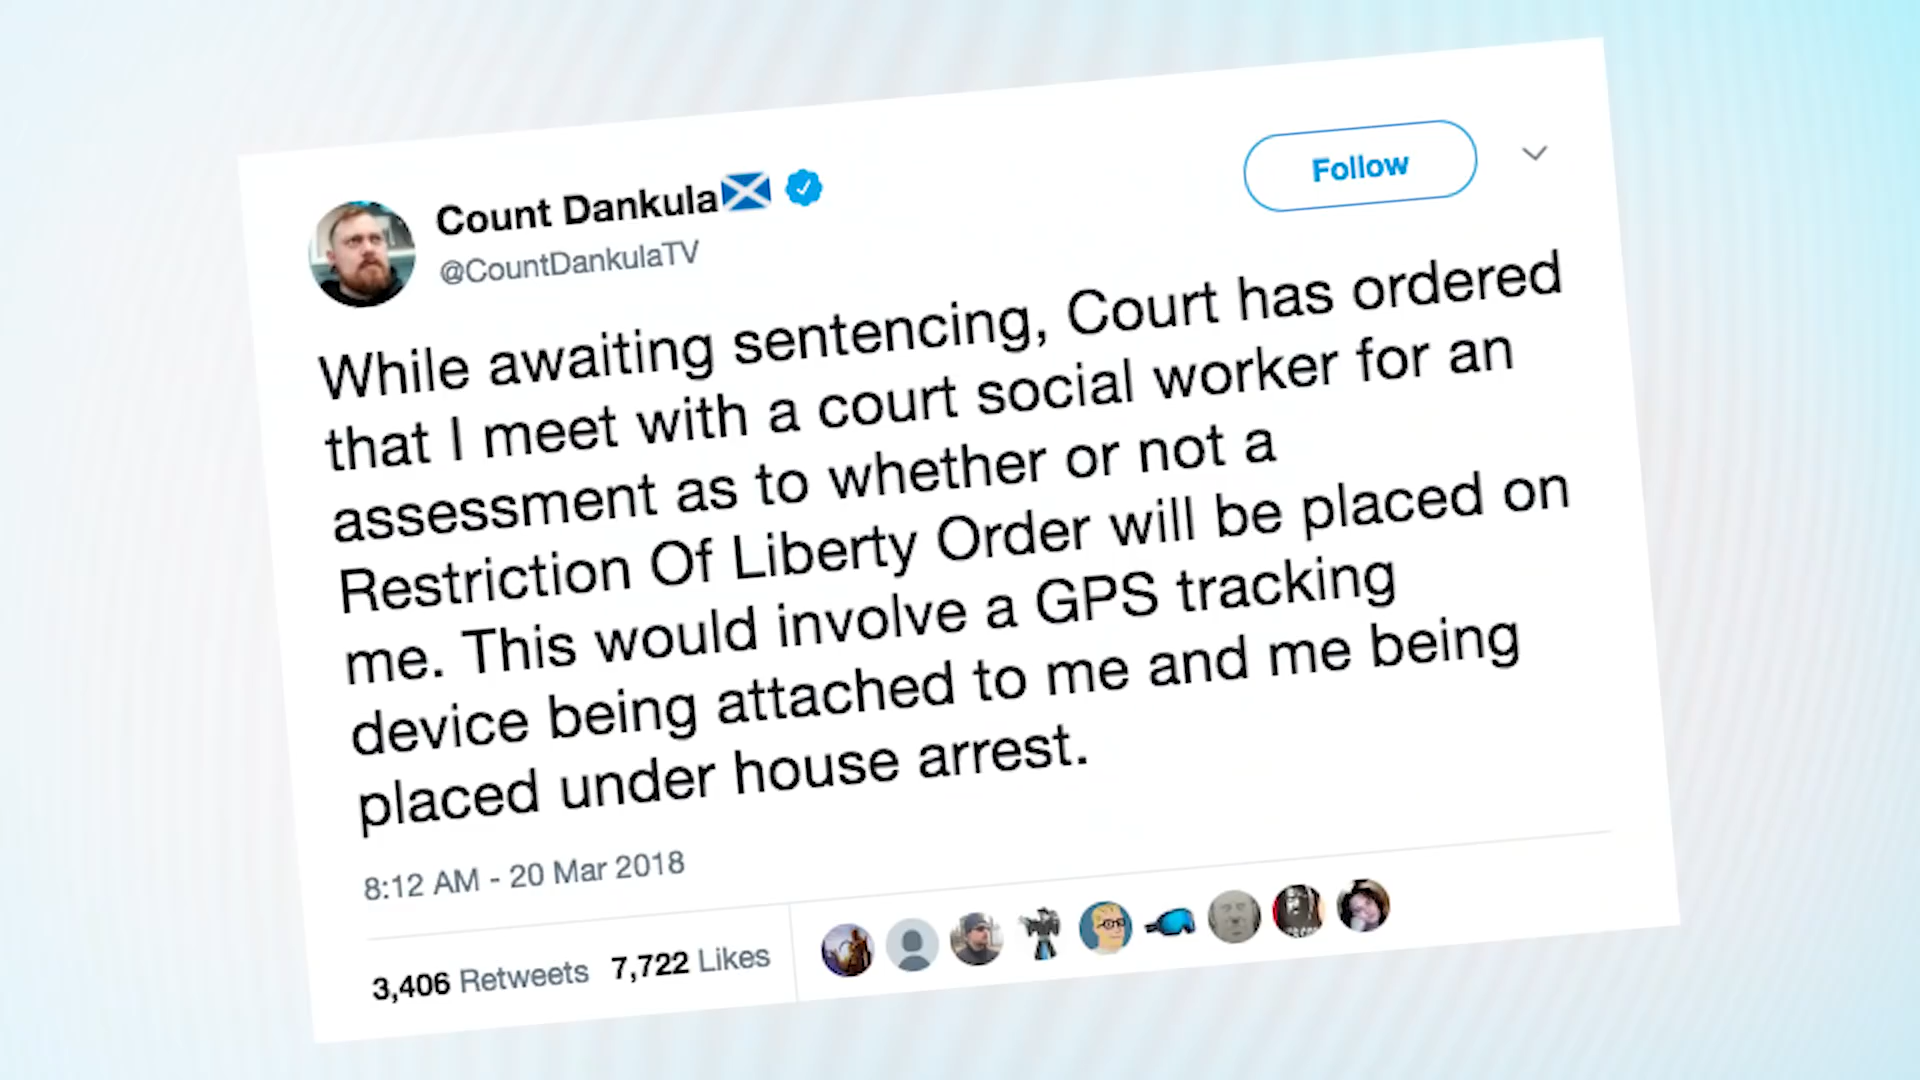 Count Dankula
@CountDankulaTV
Follow
While awaiting sentencing, Court has ordered
that I meet with a court social worker for an
assessment as to whether or not a
Restriction Of Liberty Order will be placed on
me. This would involve a GPS tracking
device being attached to me and me being
placed under house arrest.
8:12 AM - 20 Mar 2018
3,406 Retweets 7,722 Likes